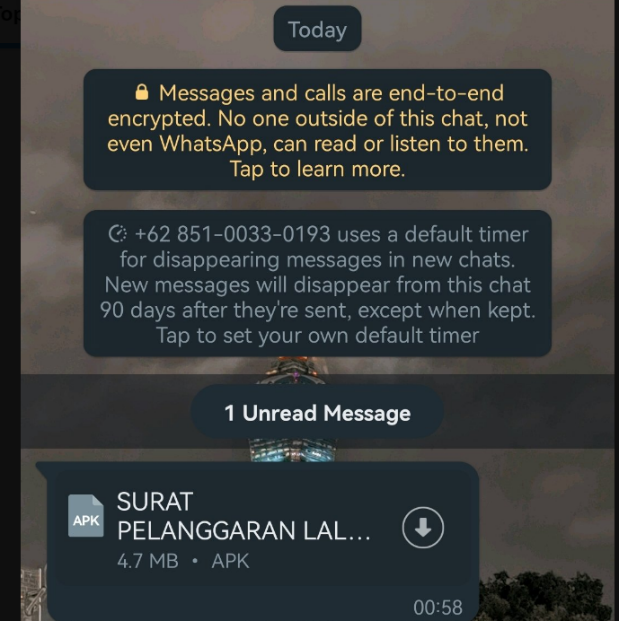 Today
Messages and calls are end-to-end
encrypted. No one outside of this chat, not
even WhatsApp, can read or listen to them.
Tap to learn more.
+62 851-0033-0193 uses a default timer
for disappearing messages in new chats.
New messages will disappear from this chat
90 days after they're sent, except when kept.
Tap to set your own default timer
1 Unread Message
APK
SURAT
PELANGGARAN LAL...
4.7 MB • APK
00:58